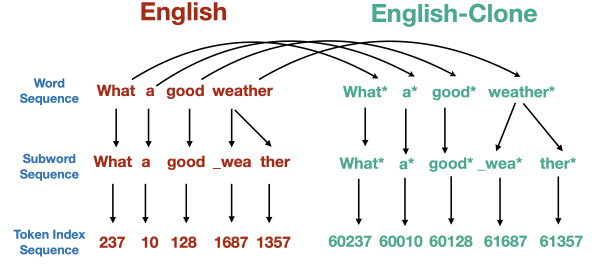 English English-Clone
Word
Sequence
What a good weather What* a* good* weather*
Subword
Sequence
What a good _wea ther What* a* good* _wea* ther*
Token Index
Sequence
237 10 128 1687 1357 60237 60010 60128 61687 61357